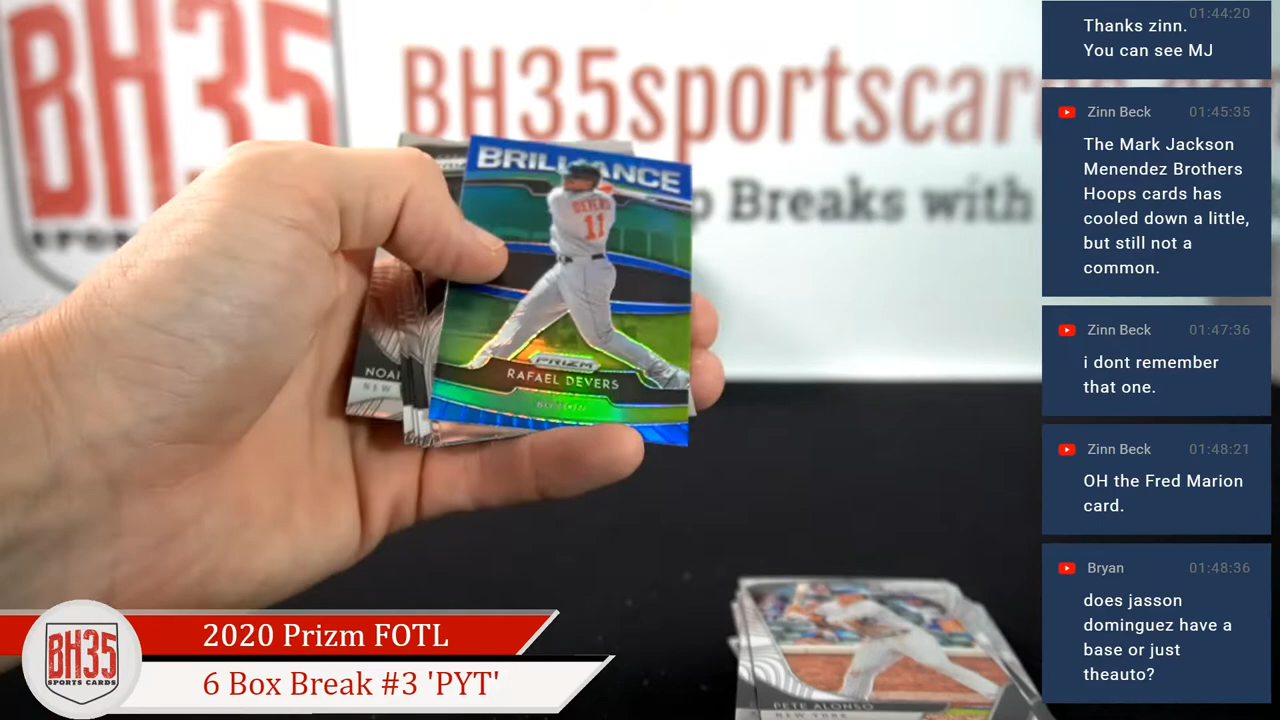 BH35
SPORTS
BH35sportscar
Breaks with
BRILLIANCE
DEVERS
11
PRIZM
RAFAEL DEVERS
BOSTON
NOA
NEW
PETE ALONSO
NEW YORK
2020 Prizm FOTL
6 Box Break #3 'PYT'
BH35
SPORTS CARDS
01:44:20
Thanks zinn.
You can see MJ
Zinn Beck 01:45:35
The Mark Jackson
Menendez Brothers
Hoops cards has
cooled down a little,
but still not a
common.
Zinn Beck 01:47:36
i dont remember
that one.
Zinn Beck 01:48:21
OH the Fred Marion
card.
Bryan 01:48:36
does jasson
dominguez have a
base or just
theauto?